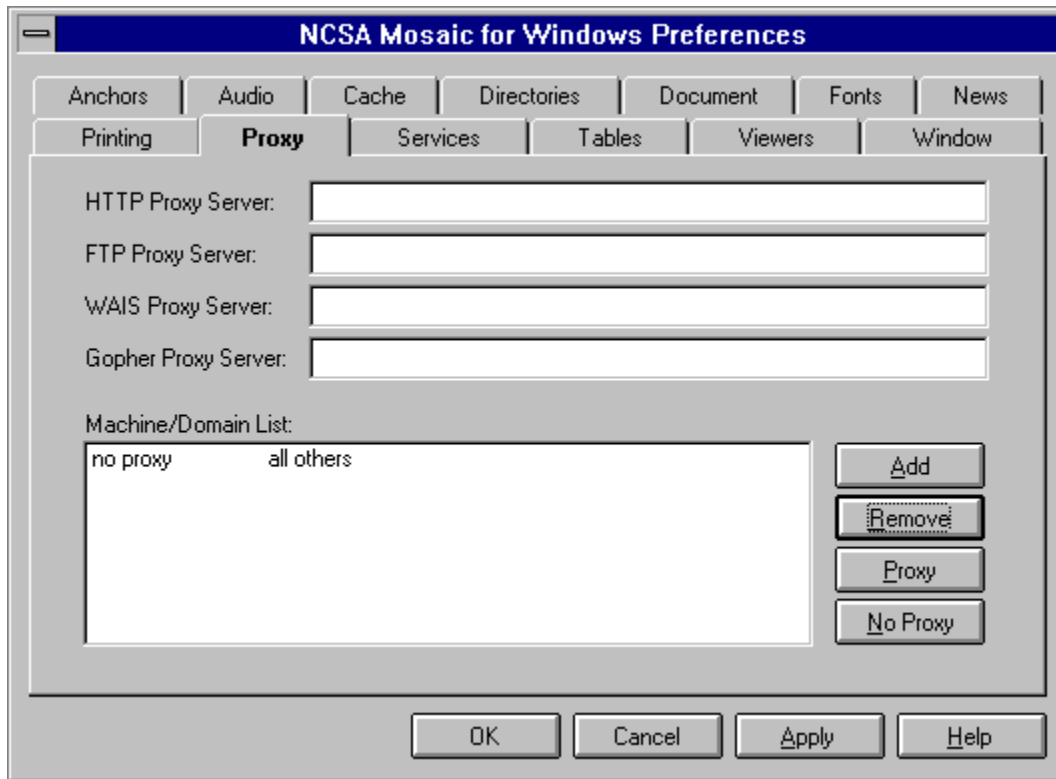 NCSA Mosaic for Windows Preferences
Anchors Audio Cache Directories Document Fonts News
Printing Proxy Services Tables Viewers Window
HTTP Proxy Server:
FTP Proxy Server:
WAIS Proxy Server:
Gopher Proxy Server:
Machine/Domain List:
no proxy all others
Add
Remove
Proxy
No Proxy
OK Cancel Apply Help